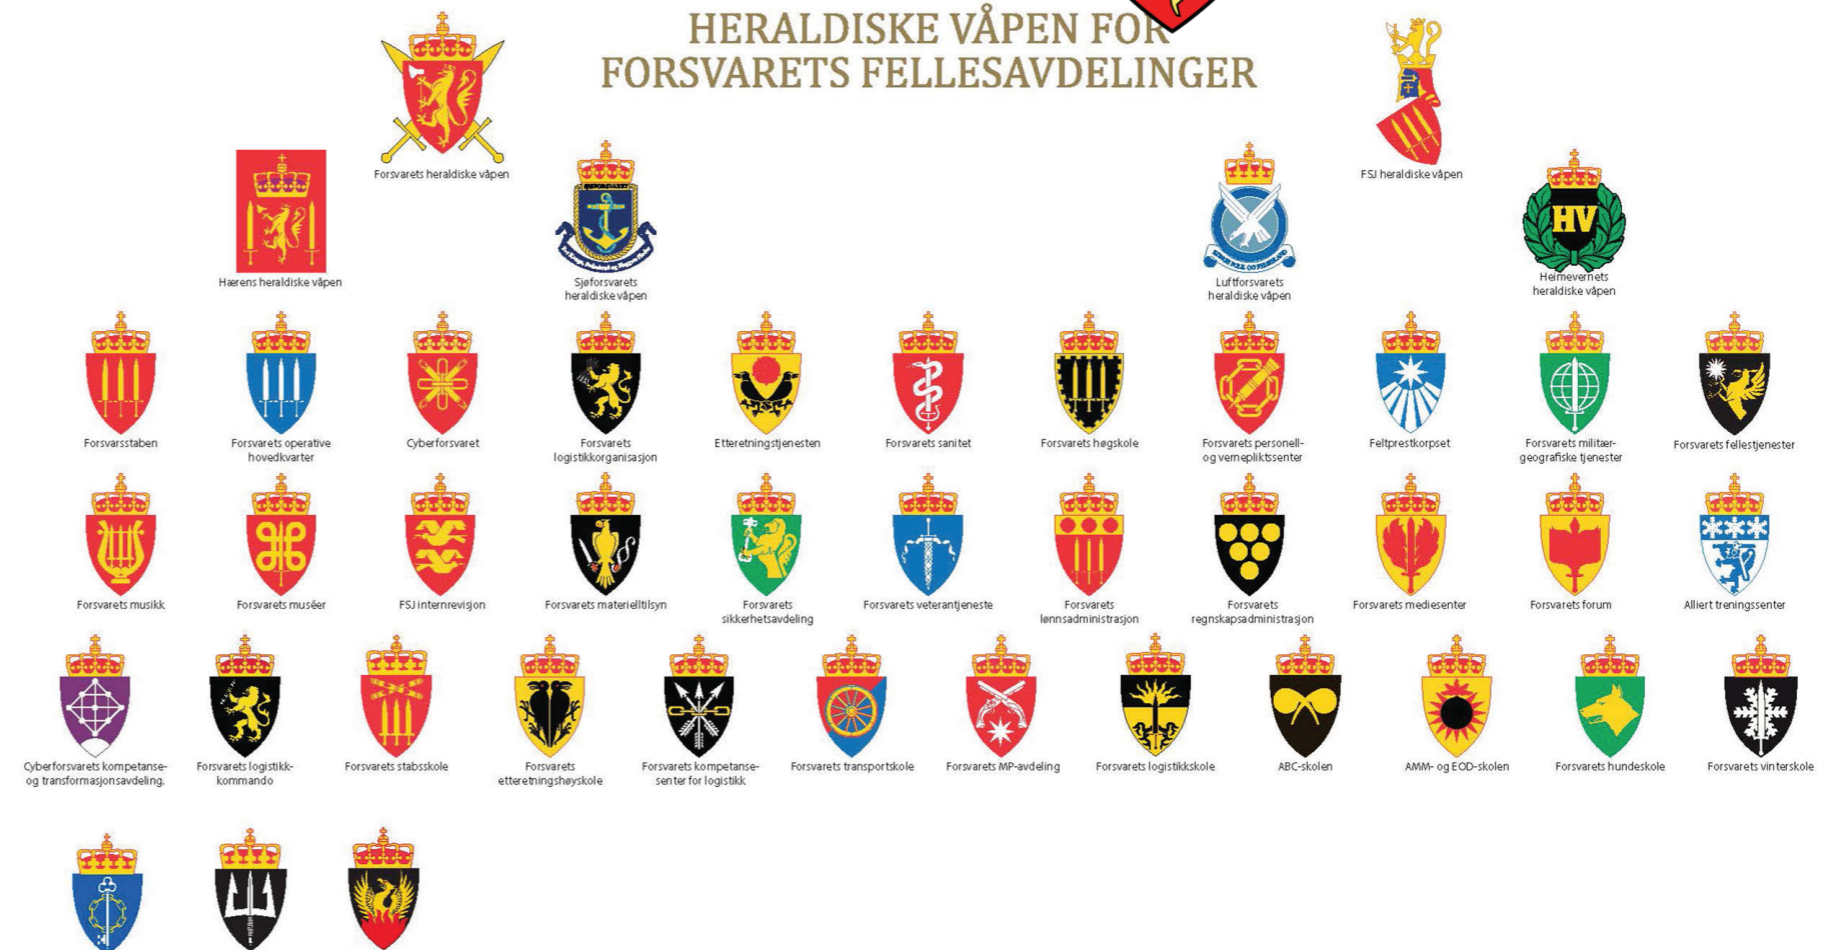 HERALDISKE VÅPEN FOR
FORSVARETS FELLESAVDELINGER
Forsvarets heraldiske våpen
FSJ heraldiske våpen
Hærens heraldiske våpen
Sjøforsvarets
heraldiske våpen
Luftforsvarets
heraldiske våpen
HV
Heimevernets
heraldiske våpen
Forsvarsstaben
Forsvarets operative
hovedkvarter
Cyberforsvaret
Forsvarets
logistikkorganisasjon
Etteretningstjenesten
Forsvarets sanitet
Forsvarets høgskole
Forsvarets personell-
og vernepliktssenter
Feltprestkorpset
Forsvarets militær-
geografiske tjenester
Forsvarets fellestjenester
Forsvarets musikk
Forsvarets muséer
FSJ internrevisjon
Forsvarets materielltilsyn
Forsvarets
sikkerhetsavdeling
Forsvarets veterantjeneste
Forsvarets
lønnsadministrasjon
Forsvarets
regnskapsadministrasjon
Forsvarets mediesenter
Forsvarets forum
Alliert treningssenter
Cyberforsvarets kompetanse-
og transformasjonsavdeling.
Forsvarets logistikk-
kommando
Forsvarets stabsskole
Forsvarets
etteretningshøyskole
Forsvarets kompetanse-
senter for logistikk
Forsvarets transportskole
Forsvarets MP-avdeling
Forsvarets logistikkskole
ABC-skolen
AMM- og EOD-skolen
Forsvarets hundeskole
Forsvarets vinterskole